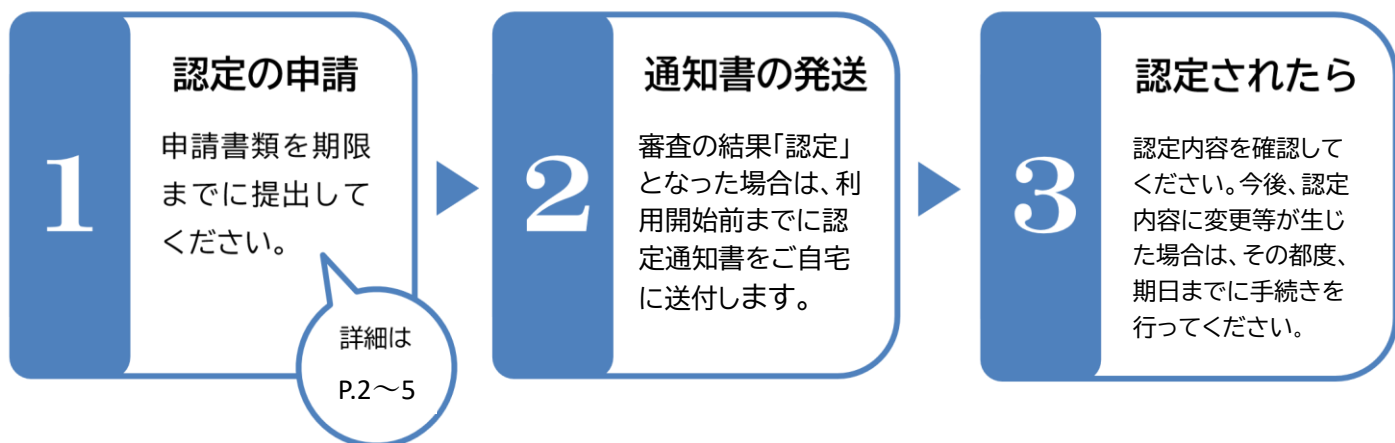 1
認定の申請
申請書類を期限
までに提出して
ください。
詳細は
P.2～5
2
通知書の発送
審査の結果「認定」
となった場合は、利
用開始前までに認
定通知書をご自宅
に送付します。
3
認定されたら
認定内容を確認して
ください。今後、認定
内容に変更等が生じ
た場合は、その都度、
期日までに手続きを
行ってください。